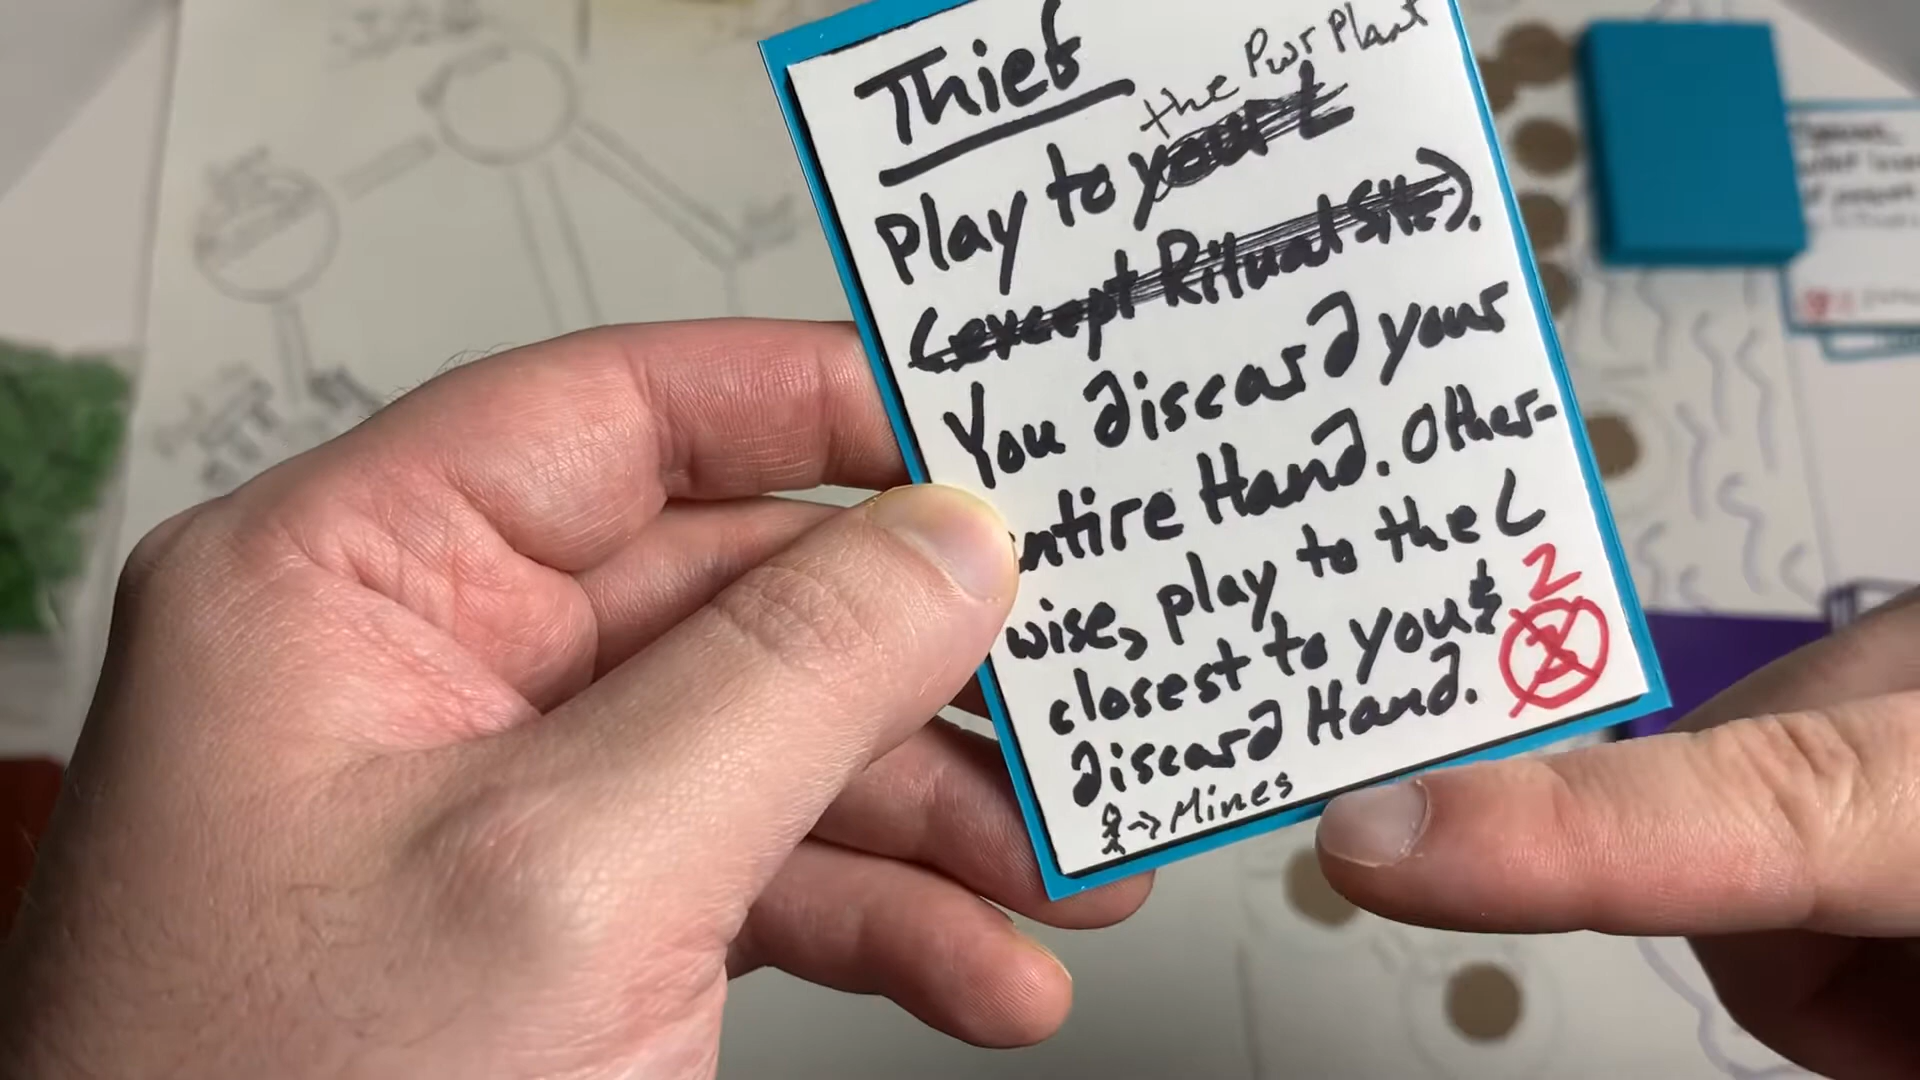 Thief
the Pwr Plant
Play to your L
(except Ritual Site).
You discard your
entire Hand. Other-
wise, play to the L
closest to you &
discard Hand.
2
→ Mines